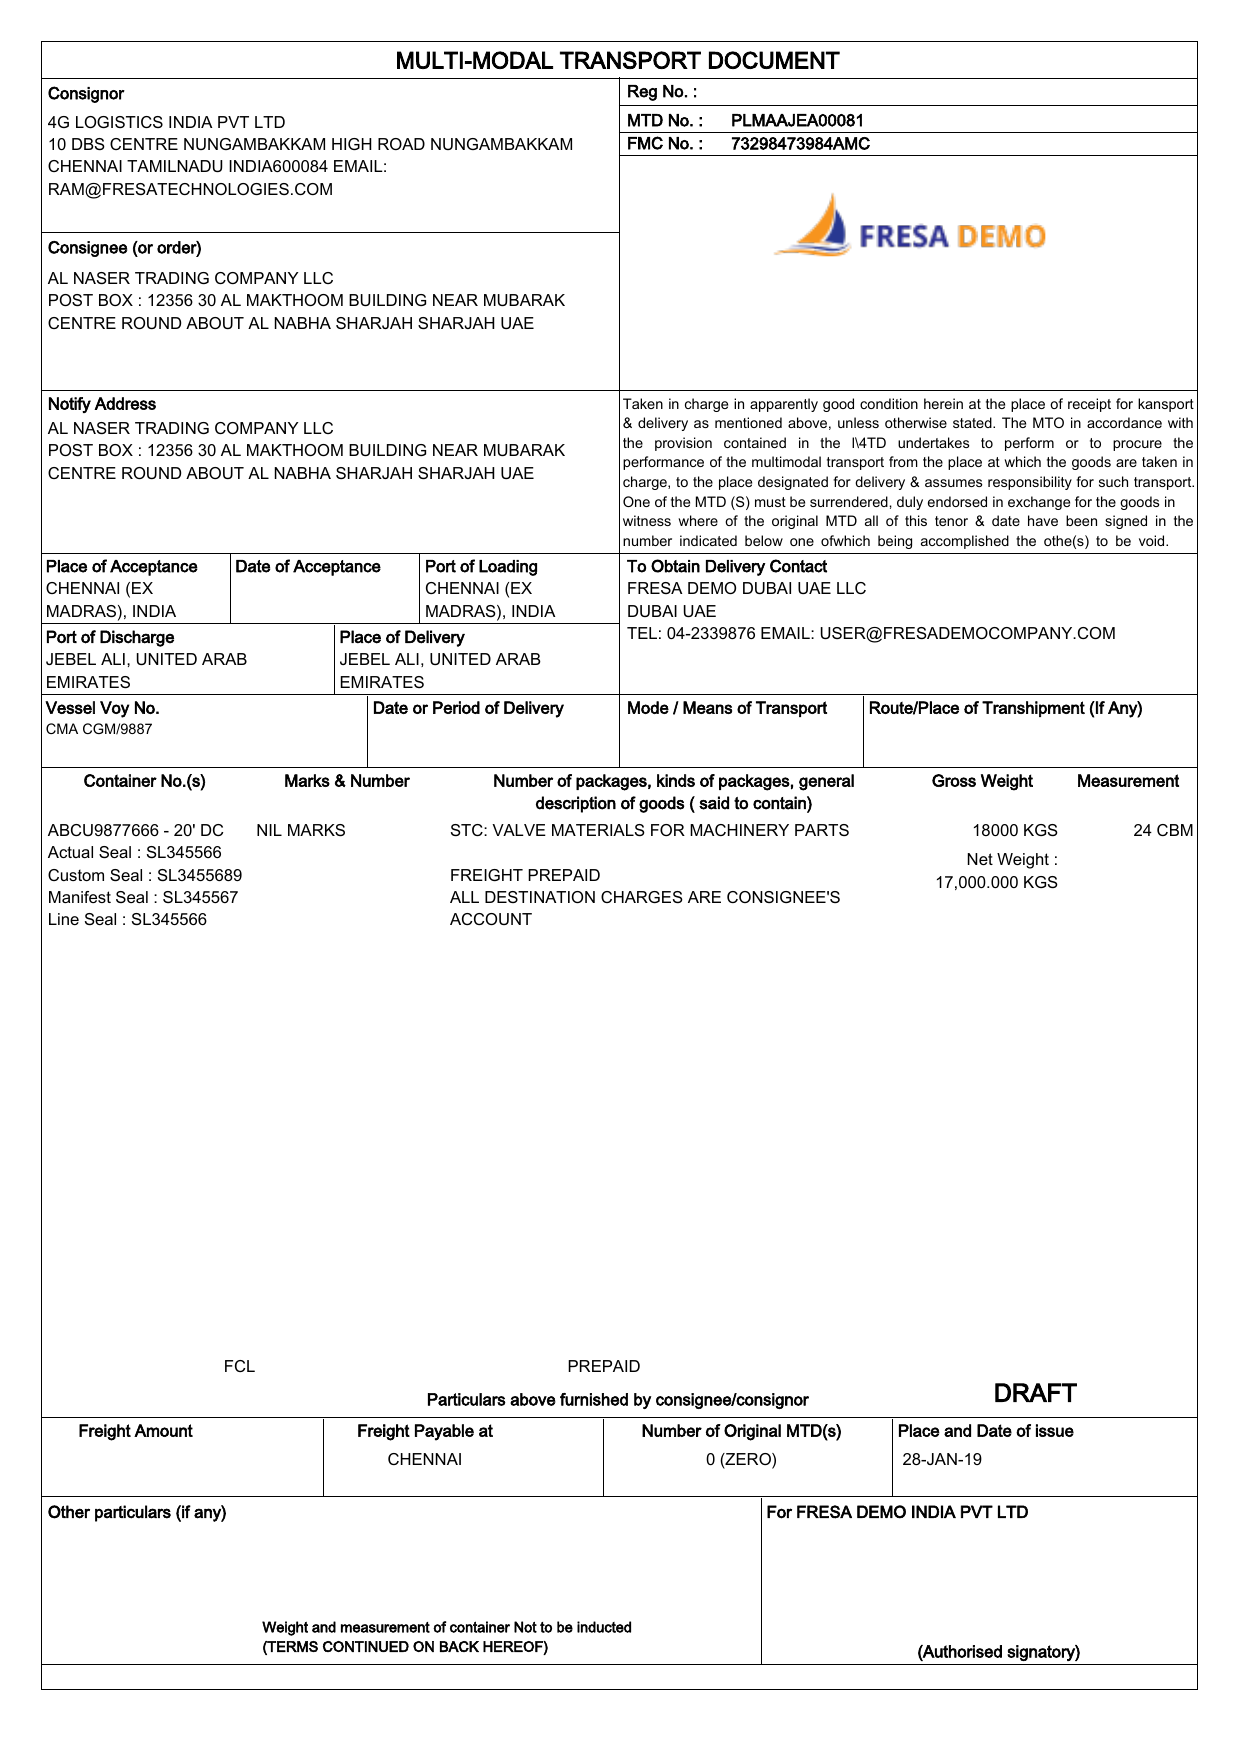 MULTI-MODAL TRANSPORT DOCUMENT
Consignor
4G LOGISTICS INDIA PVT LTD
10 DBS CENTRE NUNGAMBAKKAM HIGH ROAD NUNGAMBAKKAM
CHENNAI TAMILNADU INDIA600084 EMAIL:
RAM@FRESATECHNOLOGIES.COM
Reg No. :
MTD No. : PLMAAJEA00081
FMC No. : 73298473984AMC
FRESA DEMO
Consignee (or order)
AL NASER TRADING COMPANY LLC
POST BOX : 12356 30 AL MAKTHOOM BUILDING NEAR MUBARAK
CENTRE ROUND ABOUT AL NABHA SHARJAH SHARJAH UAE
Notify Address
AL NASER TRADING COMPANY LLC
POST BOX : 12356 30 AL MAKTHOOM BUILDING NEAR MUBARAK
CENTRE ROUND ABOUT AL NABHA SHARJAH SHARJAH UAE
Taken in charge in apparently good condition herein at the place of receipt for kansport
& delivery as mentioned above, unless otherwise stated. The MTO in accordance with
the provision contained in the l\4TD undertakes to perform or to procure the
performance of the multimodal transport from the place at which the goods are taken in
charge, to the place designated for delivery & assumes responsibility for such transport.
One of the MTD (S) must be surrendered, duly endorsed in exchange for the goods in
witness where of the original MTD all of this tenor & date have been signed in the
number indicated below one ofwhich being accomplished the othe(s) to be void.
Place of Acceptance
CHENNAI (EX
MADRAS), INDIA
Date of Acceptance
Port of Loading
CHENNAI (EX
MADRAS), INDIA
To Obtain Delivery Contact
FRESA DEMO DUBAI UAE LLC
DUBAI UAE
TEL: 04-2339876 EMAIL: USER@FRESADEMOCOMPANY.COM
Port of Discharge
JEBEL ALI, UNITED ARAB
EMIRATES
Place of Delivery
JEBEL ALI, UNITED ARAB
EMIRATES
Vessel Voy No.
CMA CGM/9887
Date or Period of Delivery
Mode / Means of Transport
Route/Place of Transhipment (If Any)
Container No.(s)
Marks & Number
Number of packages, kinds of packages, general
description of goods ( said to contain)
Gross Weight
Measurement
ABCU9877666 - 20' DC
Actual Seal : SL345566
Custom Seal : SL3455689
Manifest Seal : SL345567
Line Seal : SL345566
NIL MARKS
STC: VALVE MATERIALS FOR MACHINERY PARTS
FREIGHT PREPAID
ALL DESTINATION CHARGES ARE CONSIGNEE'S
ACCOUNT
18000 KGS
Net Weight :
17,000.000 KGS
24 CBM
FCL
PREPAID
Particulars above furnished by consignee/consignor
DRAFT
Freight Amount
Freight Payable at
CHENNAI
Number of Original MTD(s)
0 (ZERO)
Place and Date of issue
28-JAN-19
Other particulars (if any)
Weight and measurement of container Not to be inducted
(TERMS CONTINUED ON BACK HEREOF)
For FRESA DEMO INDIA PVT LTD
(Authorised signatory)